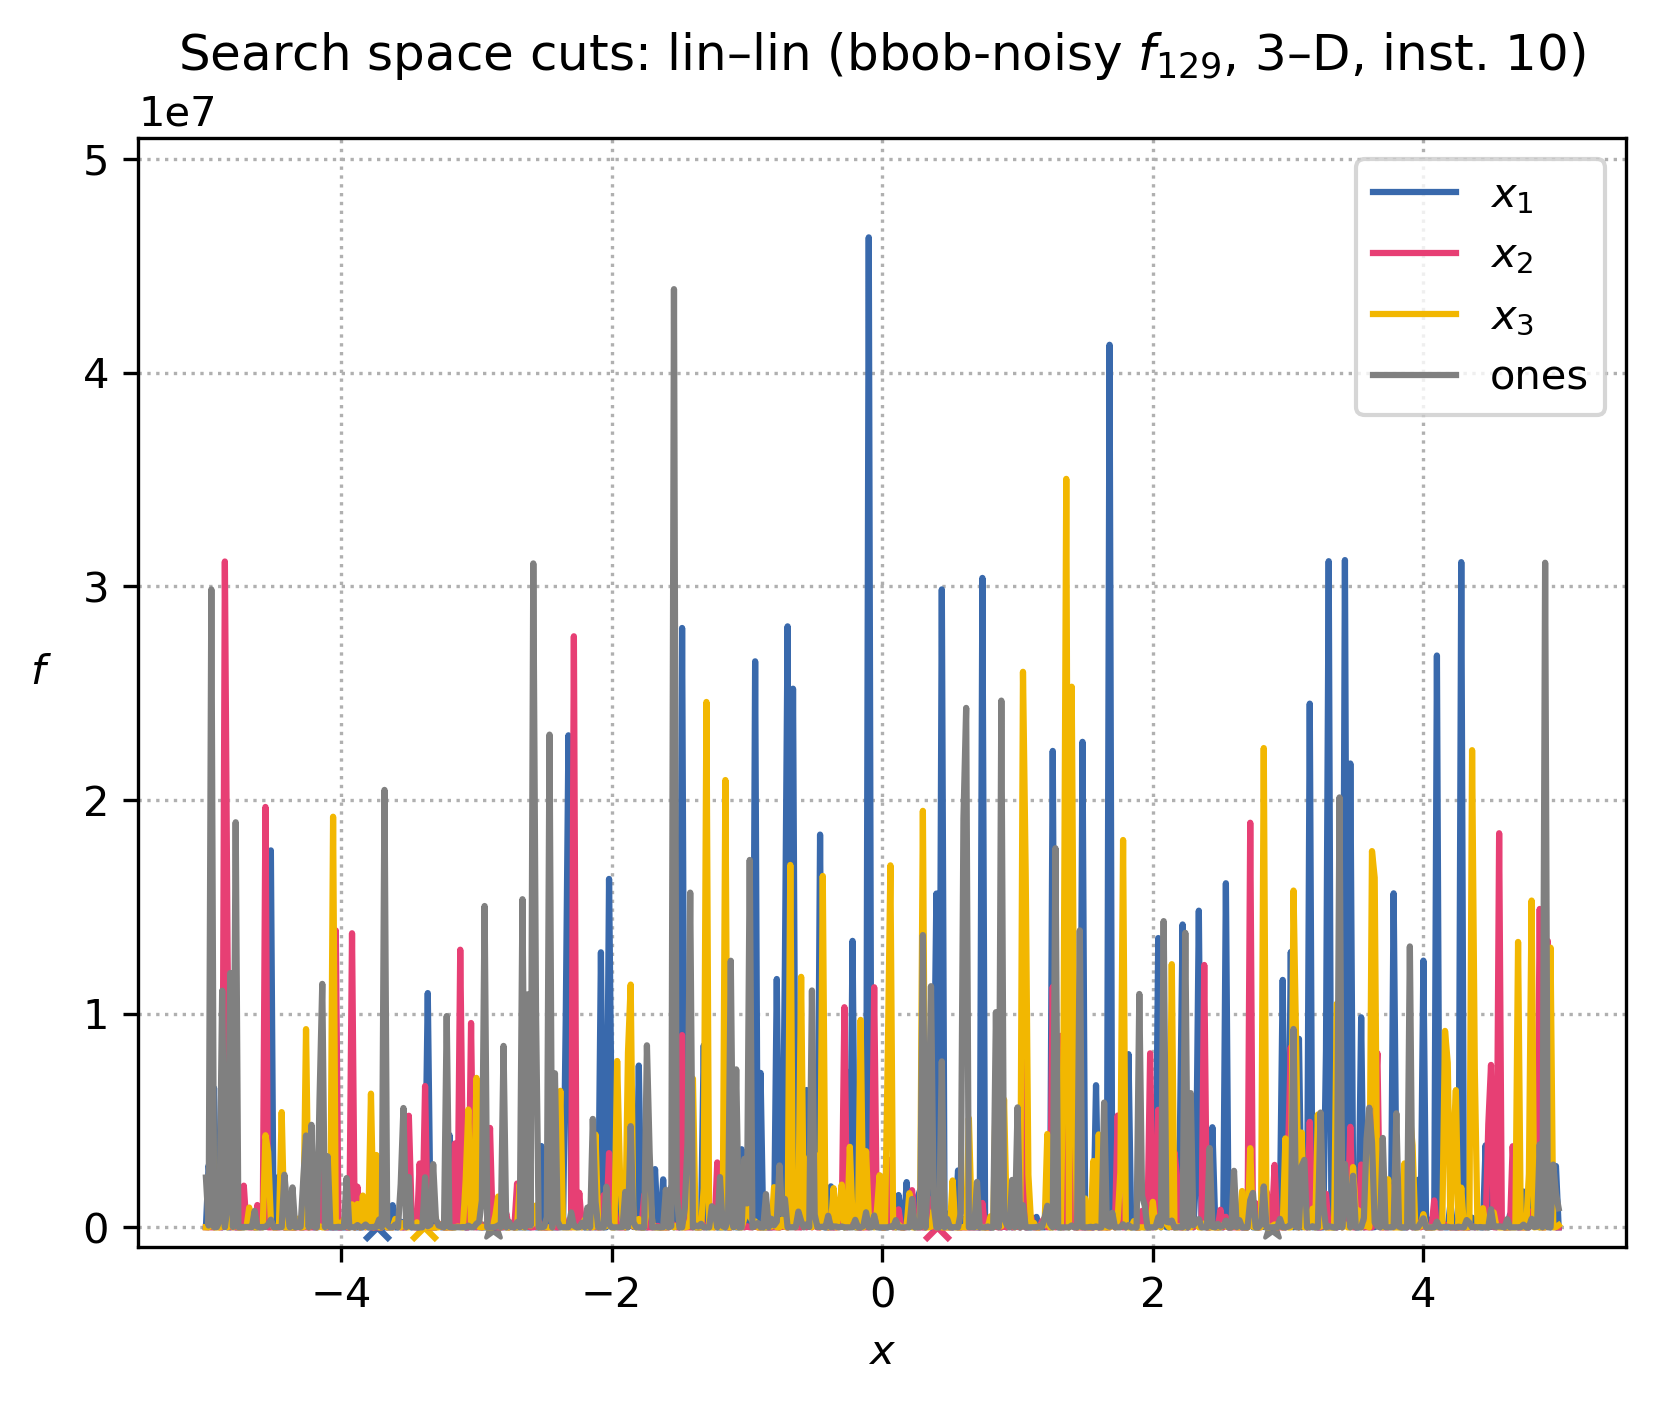 Search space cuts: lin–lin (bbob-noisy f₁₂₉, 3–D, inst. 10)
1e7
5
4
3
2
1
0
f
−4
−2
0
2
4
x
x₁
x₂
x₃
ones